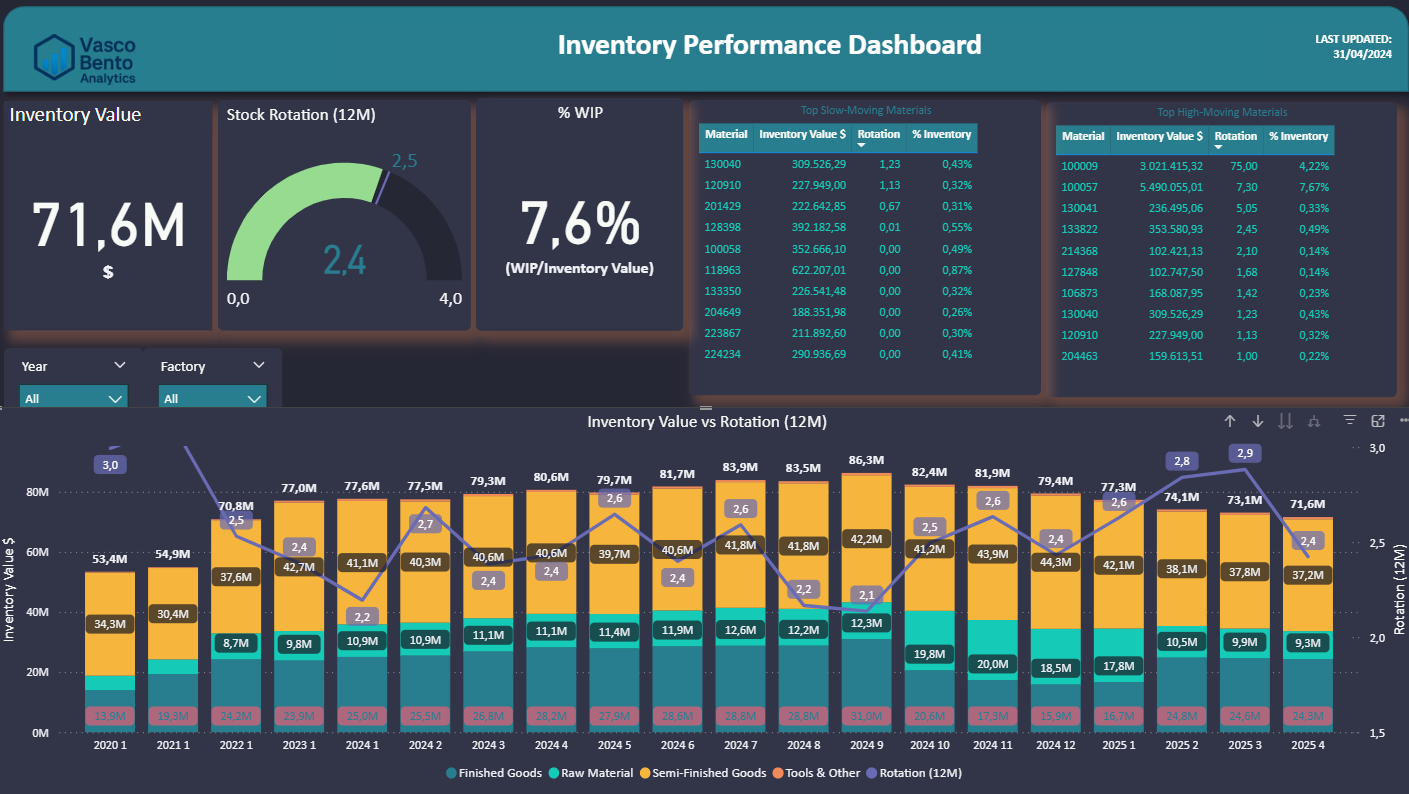 Vasco
Bento
Analytics
Inventory Performance Dashboard
LAST UPDATED:
31/04/2024
Inventory Value
71,6M
$
Stock Rotation (12M)
2,5
2,4
0,0
4,0
% WIP
7,6%
(WIP/Inventory Value)
Top Slow-Moving Materials
Material Inventory Value $ Rotation % Inventory
130040 309.526,29 1,23 0,43%
120910 227.949,00 1,13 0,32%
201429 222.642,85 0,67 0,31%
128398 392.182,58 0,01 0,55%
100058 352.666,10 0,00 0,49%
118963 622.207,01 0,00 0,87%
133350 226.541,48 0,00 0,32%
204649 188.351,98 0,00 0,26%
223867 211.892,60 0,00 0,30%
224234 290.936,69 0,00 0,41%
Top High-Moving Materials
Material Inventory Value $ Rotation % Inventory
100009 3.021.415,32 75,00 4,22%
100057 5.490.055,01 7,30 7,67%
130041 236.495,06 5,05 0,33%
133822 353.580,93 2,45 0,49%
214368 102.421,13 2,10 0,14%
127848 102.747,50 1,68 0,14%
106873 168.087,95 1,42 0,23%
130040 309.526,29 1,23 0,43%
120910 227.949,00 1,13 0,32%
204463 159.613,51 1,00 0,22%
Year
All
Factory
All
Inventory Value vs Rotation (12M)
Inventory Value $
80M
60M
40M
20M
0M
53,4M 54,9M 70,8M 77,0M 77,6M 77,5M 79,3M 80,6M 79,7M 81,7M 83,9M 83,5M 86,3M 82,4M 81,9M 79,4M 77,3M 74,1M 73,1M 71,6M
3,0 2,5 2,4 2,2 2,7 2,4 2,4 2,6 2,4 2,6 2,2 2,1 2,5 2,6 2,4 2,6 2,8 2,9 2,4
34,3M 30,4M 37,6M 42,7M 41,1M 40,3M 40,6M 40,6M 39,7M 40,6M 41,8M 41,8M 42,2M 41,2M 43,9M 44,3M 42,1M 38,1M 37,8M 37,2M
8,7M 9,8M 10,9M 10,9M 11,1M 11,1M 11,4M 11,9M 12,6M 12,2M 12,3M 19,8M 20,0M 18,5M 17,8M 10,5M 9,9M 9,3M
13,9M 19,3M 24,2M 23,9M 25,0M 25,5M 26,8M 28,2M 27,9M 28,6M 28,8M 28,8M 31,0M 20,6M 17,3M 15,9M 16,7M 24,8M 24,6M 24,3M
2020 1 2021 1 2022 1 2023 1 2024 1 2024 2 2024 3 2024 4 2024 5 2024 6 2024 7 2024 8 2024 9 2024 10 2024 11 2024 12 2025 1 2025 2 2025 3 2025 4
3,0
2,5
2,0
1,5
Rotation (12M)
Finished Goods Raw Material Semi-Finished Goods Tools & Other Rotation (12M)